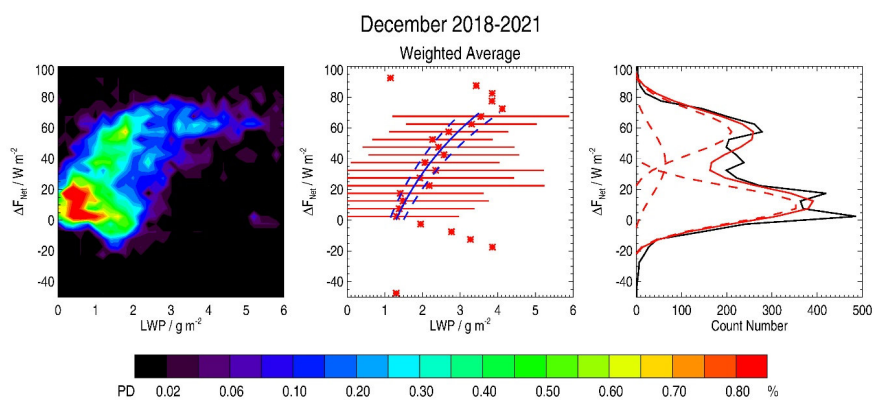 December 2018-2021
Weighted Average
100
80
60
40
20
0
-20
-40
ΔF_Net / W m⁻²
0 1 2 3 4 5 6
LWP / g m⁻²
100
80
60
40
20
0
-20
-40
ΔF_Net / W m⁻²
0 1 2 3 4 5 6
LWP / g m⁻²
100
80
60
40
20
0
-20
-40
ΔF_Net / W m⁻²
0 100 200 300 400 500
Count Number
PD 0.02 0.06 0.10 0.20 0.30 0.40 0.50 0.60 0.70 0.80 %